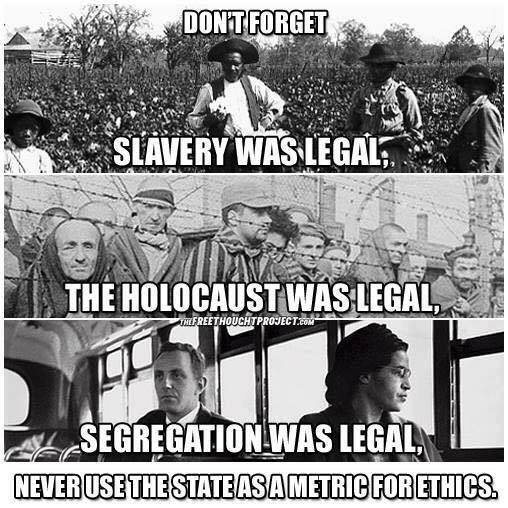 DON'T FORGET
SLAVERY WAS LEGAL,
THE HOLOCAUST WAS LEGAL,
THEFREETHOUGHTPROJECT.COM
SEGREGATION WAS LEGAL,
NEVER USE THE STATE AS A METRIC FOR ETHICS.